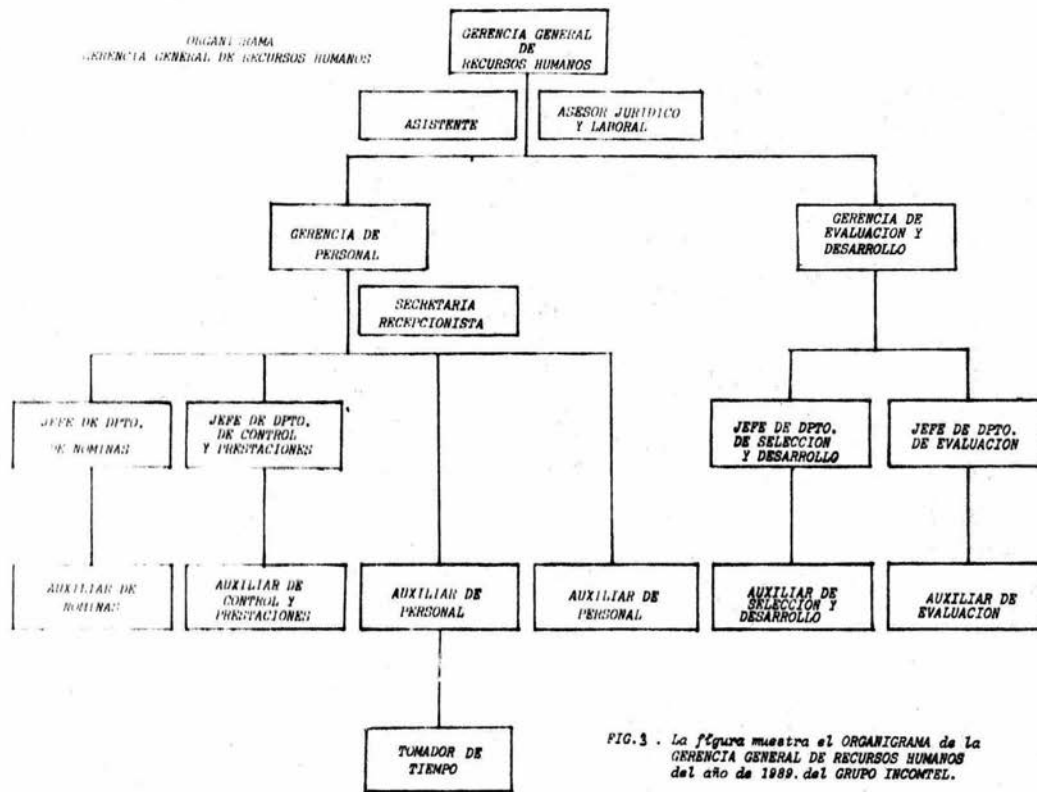 ORGANIGRAMA
GERENCIA GENERAL DE RECURSOS HUMANOS
GERENCIA GENERAL
DE
RECURSOS HUMANOS
ASISTENTE
ASESOR JURIDICO
Y LABORAL
GERENCIA DE
PERSONAL
GERENCIA DE
EVALUACION Y
DESARROLLO
SECRETARIA
RECEPCIONISTA
JEFE DE DPTO.
DE NOMINAS
JEFE DE DPTO.
DE CONTROL
Y PRESTACIONES
JEFE DE DPTO.
DE SELECCION
Y DESARROLLO
JEFE DE DPTO.
DE EVALUACION
AUXILIAR DE
NOMINAS
AUXILIAR DE
CONTROL Y
PRESTACIONES
AUXILIAR DE
PERSONAL
AUXILIAR DE
PERSONAL
AUXILIAR DE
SELECCION Y
DESARROLLO
AUXILIAR DE
EVALUACION
TOMADOR DE
TIEMPO
FIG.3 . La figura muestra el ORGANIGRAMA de la
GERENCIA GENERAL DE RECURSOS HUMANOS
del año de 1989. del GRUPO INCOMTEL.